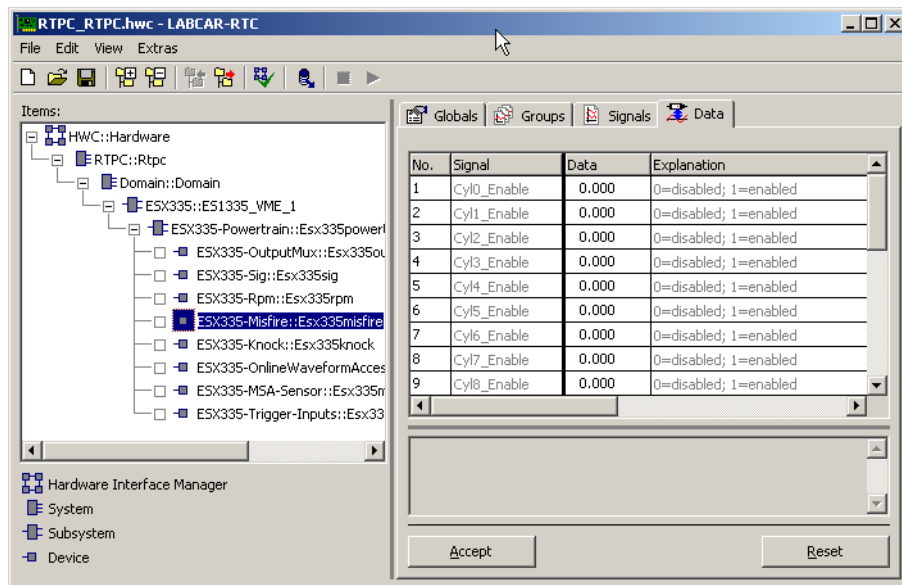 RTPC_RTPC.hwc - LABCAR-RTC
File Edit View Extras
Items:
HWC::Hardware
RTPC::Rtpc
Domain::Domain
ESX335::ES1335_VME_1
ESX335-Powertrain::Esx335power
ESX335-OutputMux::Esx335ou
ESX335-Sig::Esx335sig
ESX335-Rpm::Esx335rpm
ESX335-Misfire::Esx335misfire
ESX335-Knock::Esx335knock
ESX335-OnlineWaveformAcces
ESX335-MSA-Sensor::Esx335m
ESX335-Trigger-Inputs::Esx33
Hardware Interface Manager
System
Subsystem
Device
Globals Groups Signals Data
No. Signal Data Explanation
1 Cyl0_Enable 0.000 0=disabled; 1=enabled
2 Cyl1_Enable 0.000 0=disabled; 1=enabled
3 Cyl2_Enable 0.000 0=disabled; 1=enabled
4 Cyl3_Enable 0.000 0=disabled; 1=enabled
5 Cyl4_Enable 0.000 0=disabled; 1=enabled
6 Cyl5_Enable 0.000 0=disabled; 1=enabled
7 Cyl6_Enable 0.000 0=disabled; 1=enabled
8 Cyl7_Enable 0.000 0=disabled; 1=enabled
9 Cyl8_Enable 0.000 0=disabled; 1=enabled
Accept Reset